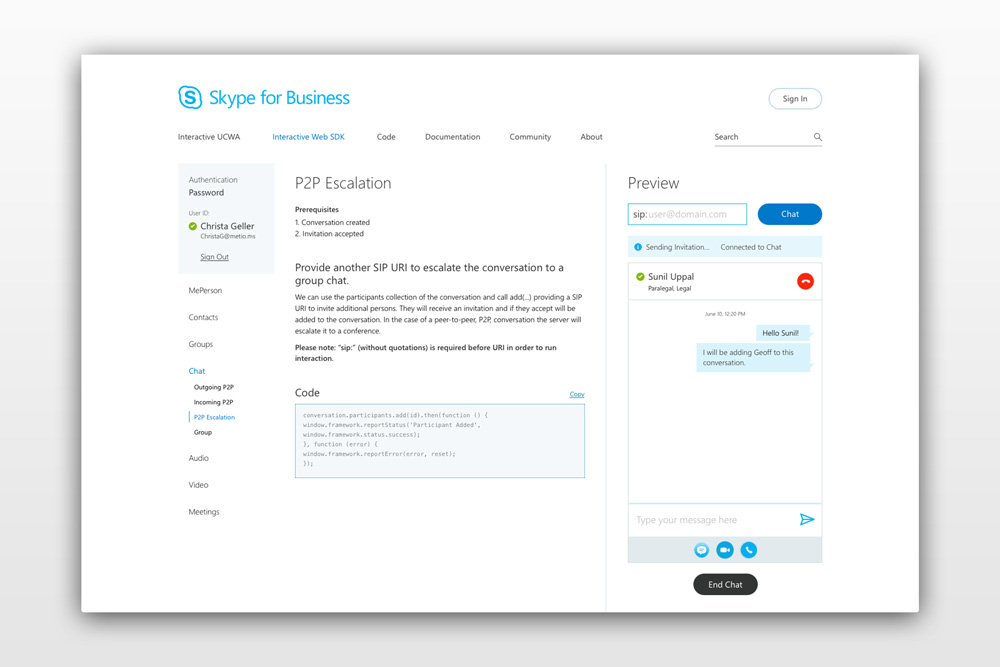 Skype for Business
Sign In
Interactive UCWA
Interactive Web SDK
Code
Documentation
Community
About
Search
Authentication
Password
User ID:
Christa Geller
ChristaG@metio.ms
Sign Out
MePerson
Contacts
Groups
Chat
Outgoing P2P
Incoming P2P
P2P Escalation
Group
Audio
Video
Meetings
P2P Escalation
Prerequisites
1. Conversation created
2. Invitation accepted
Provide another SIP URI to escalate the conversation to a
group chat.
We can use the participants collection of the conversation and call add(...) providing a SIP
URI to invite additional persons. They will receive an invitation and if they accept will be
added to the conversation. In the case of a peer-to-peer, P2P, conversation the server will
escalate it to a conference.
Please note: "sip:" (without quotations) is required before URI in order to run
interaction.
Code
Copy
conversation.participants.add(id).then(function () {
window.framework.reportStatus('Participant Added',
window.framework.status.success);
}, function (error) {
window.framework.reportError(error, reset);
});
Preview
sip:user@domain.com
Chat
Sending Invitation... Connected to Chat
Sunil Uppal
Paralegal, Legal
June 10, 12:20 PM
Hello Sunil!
I will be adding Geoff to this
conversation.
Type your message here
End Chat